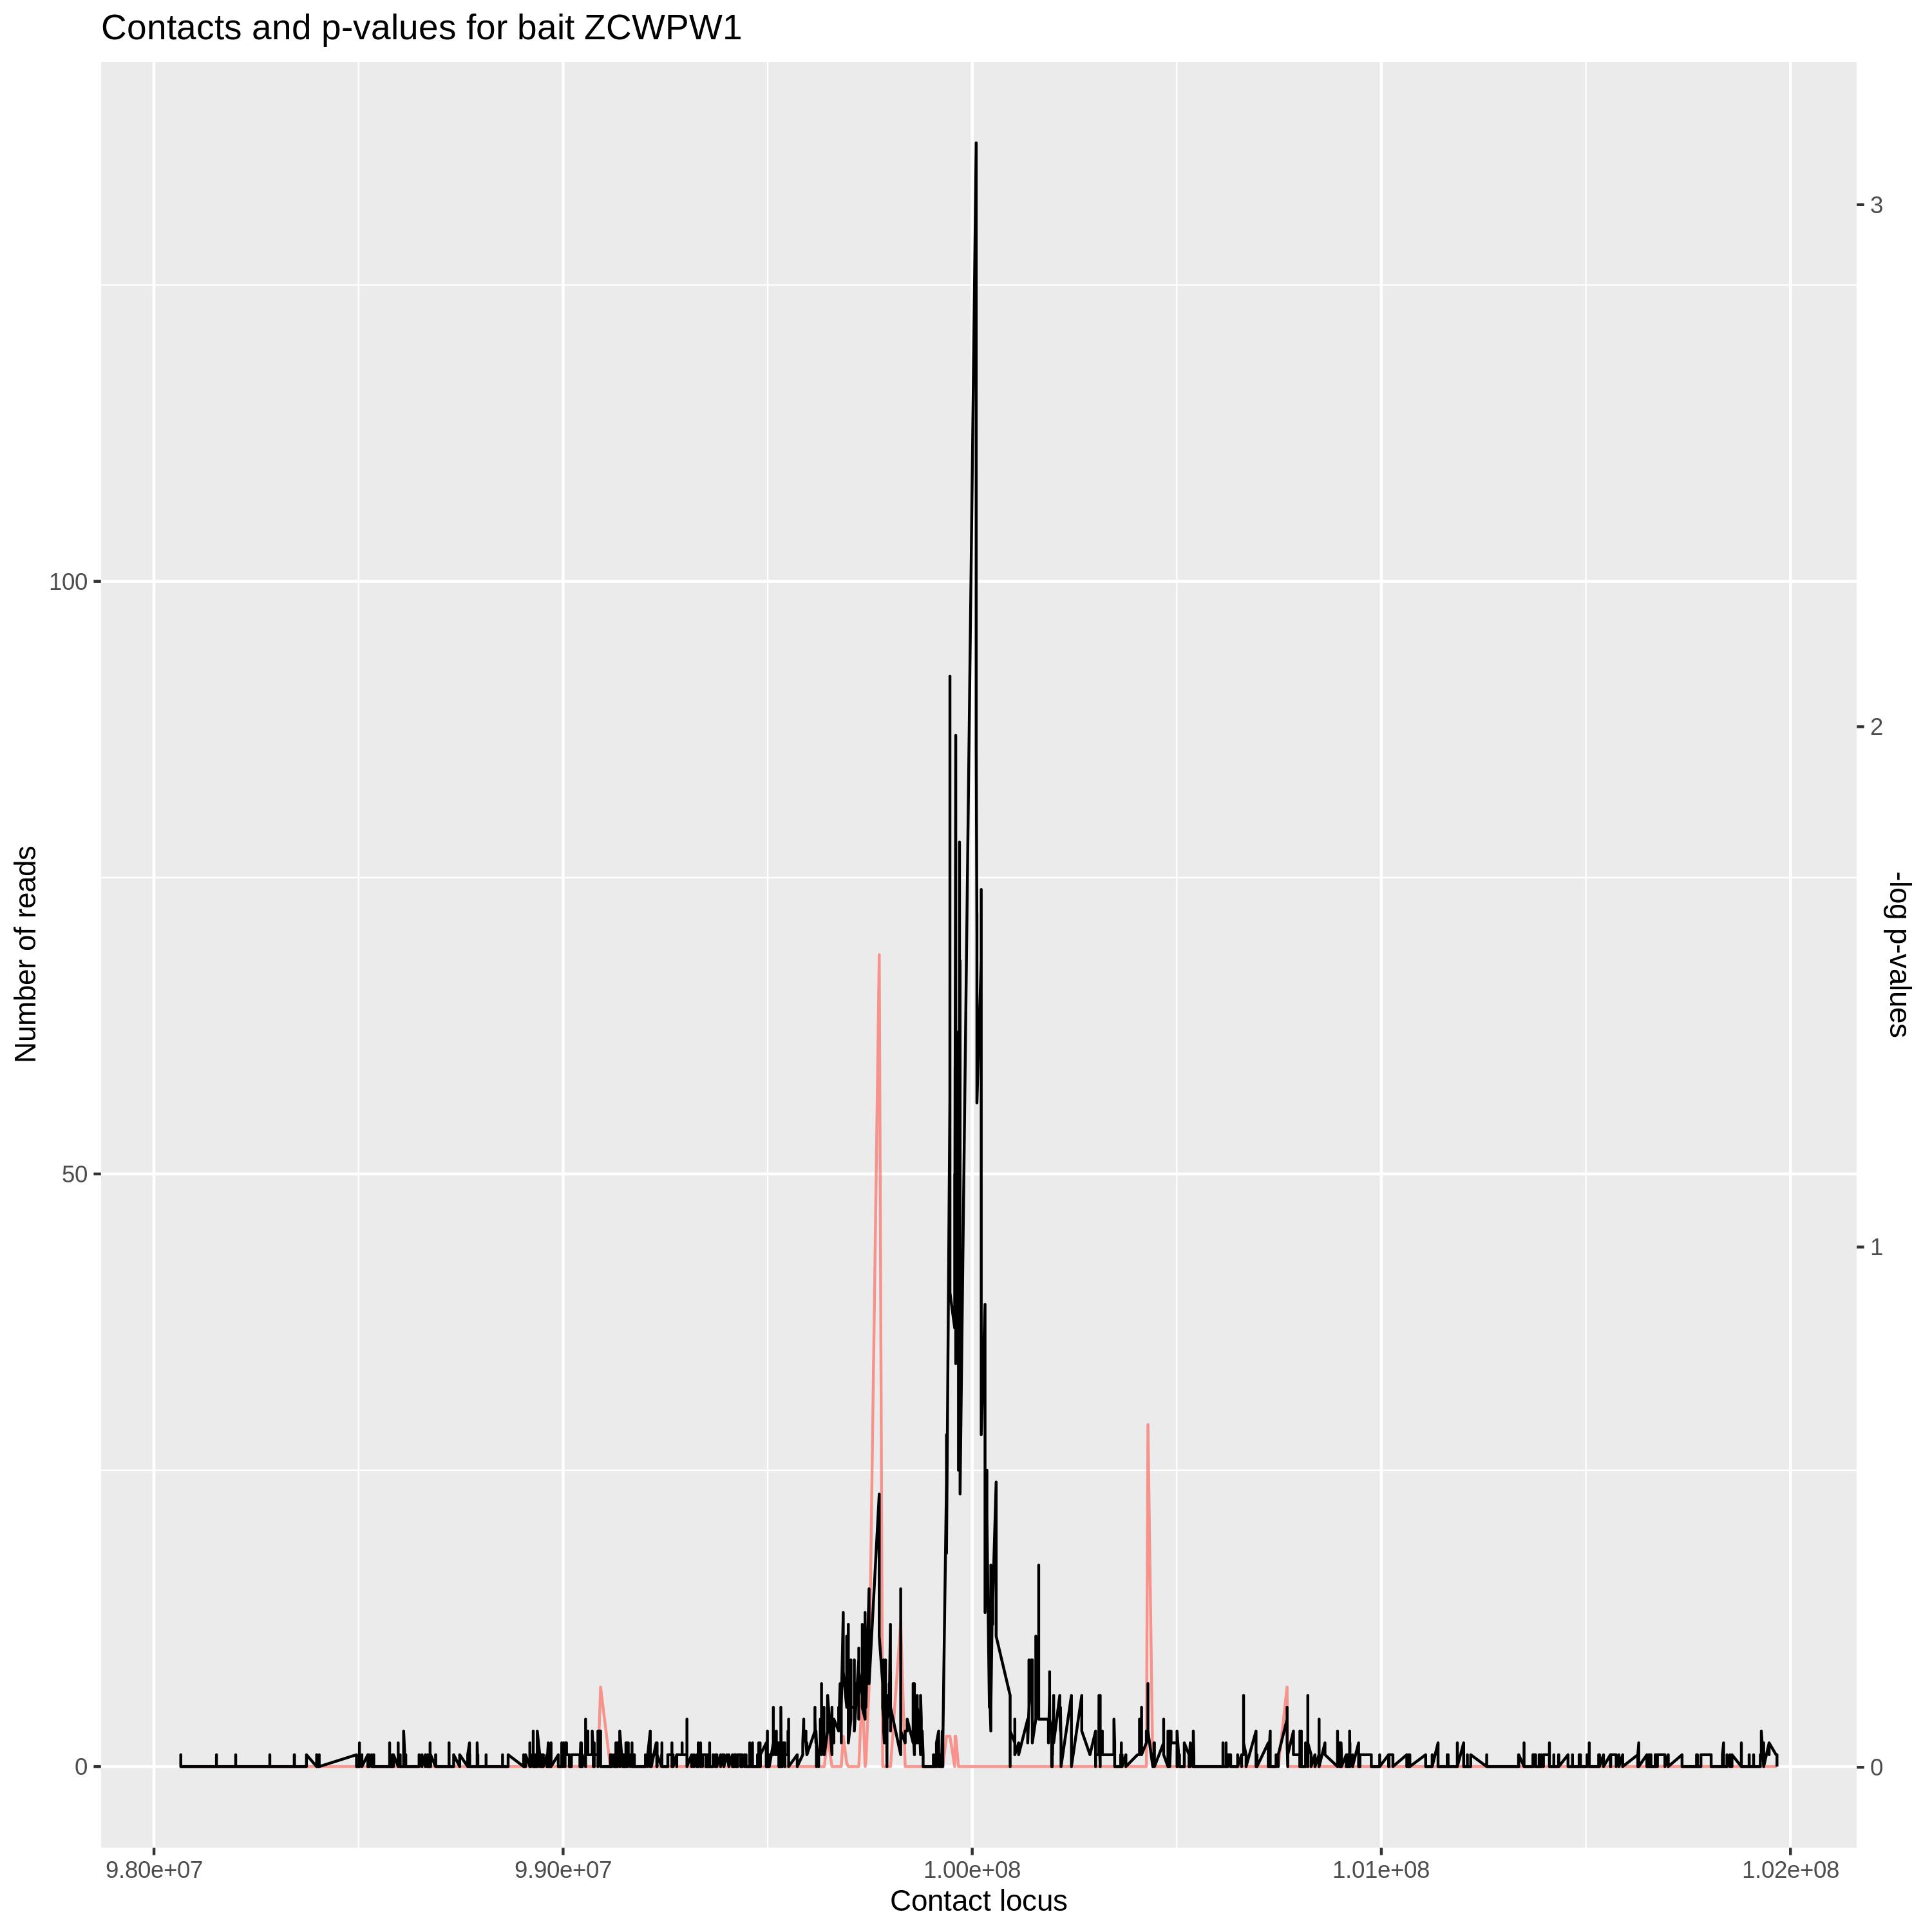 Contacts and p-values for bait ZCWPW1
Number of reads
100
50
0
3
2
1
0
-log p-values
9.80e+07
9.90e+07
1.00e+08
1.01e+08
1.02e+08
Contact locus